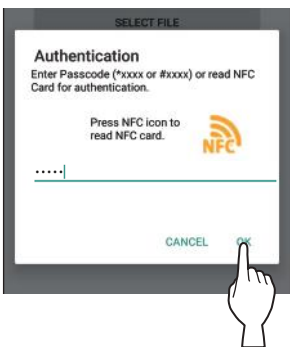 SELECT FILE
Authentication
Enter Passcode (*xxxx or #xxxx) or read NFC
Card for authentication.
Press NFC icon to
read NFC card.
NFC
•••••
CANCEL OK